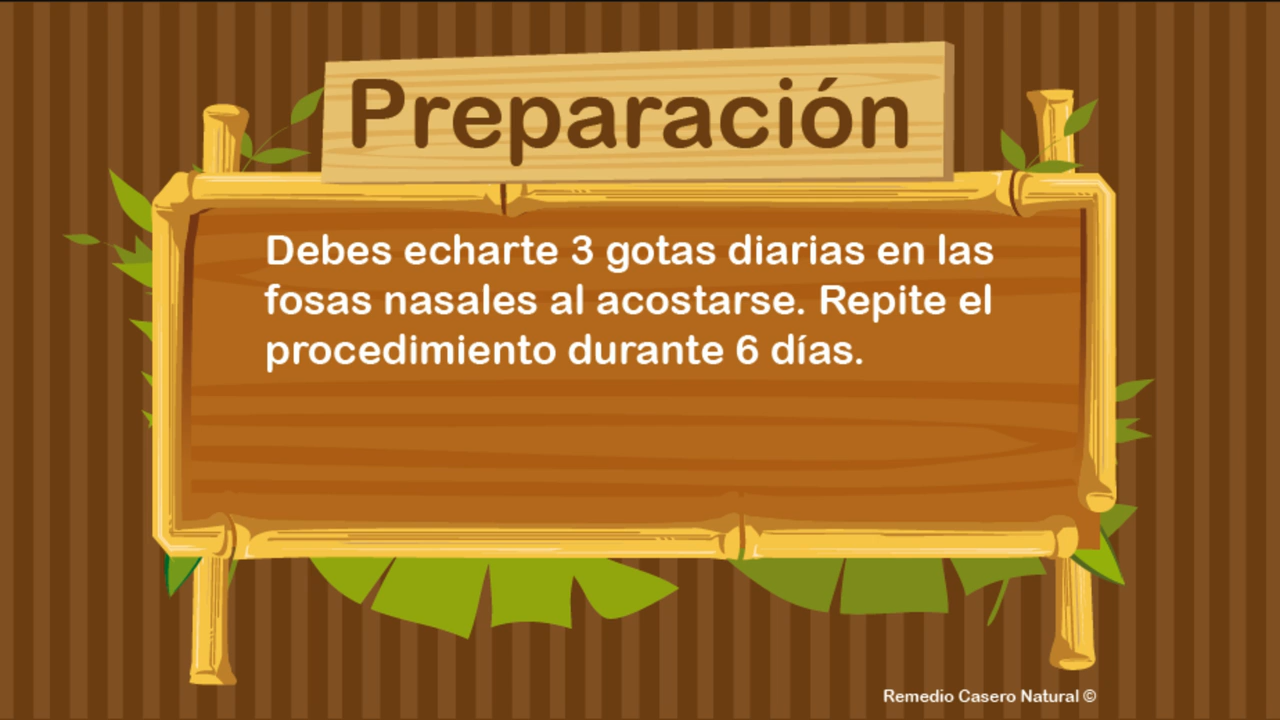 Preparación
Debes echarte 3 gotas diarias en las
fosas nasales al acostarse. Repite el
procedimiento durante 6 días.
Remedio Casero Natural ©